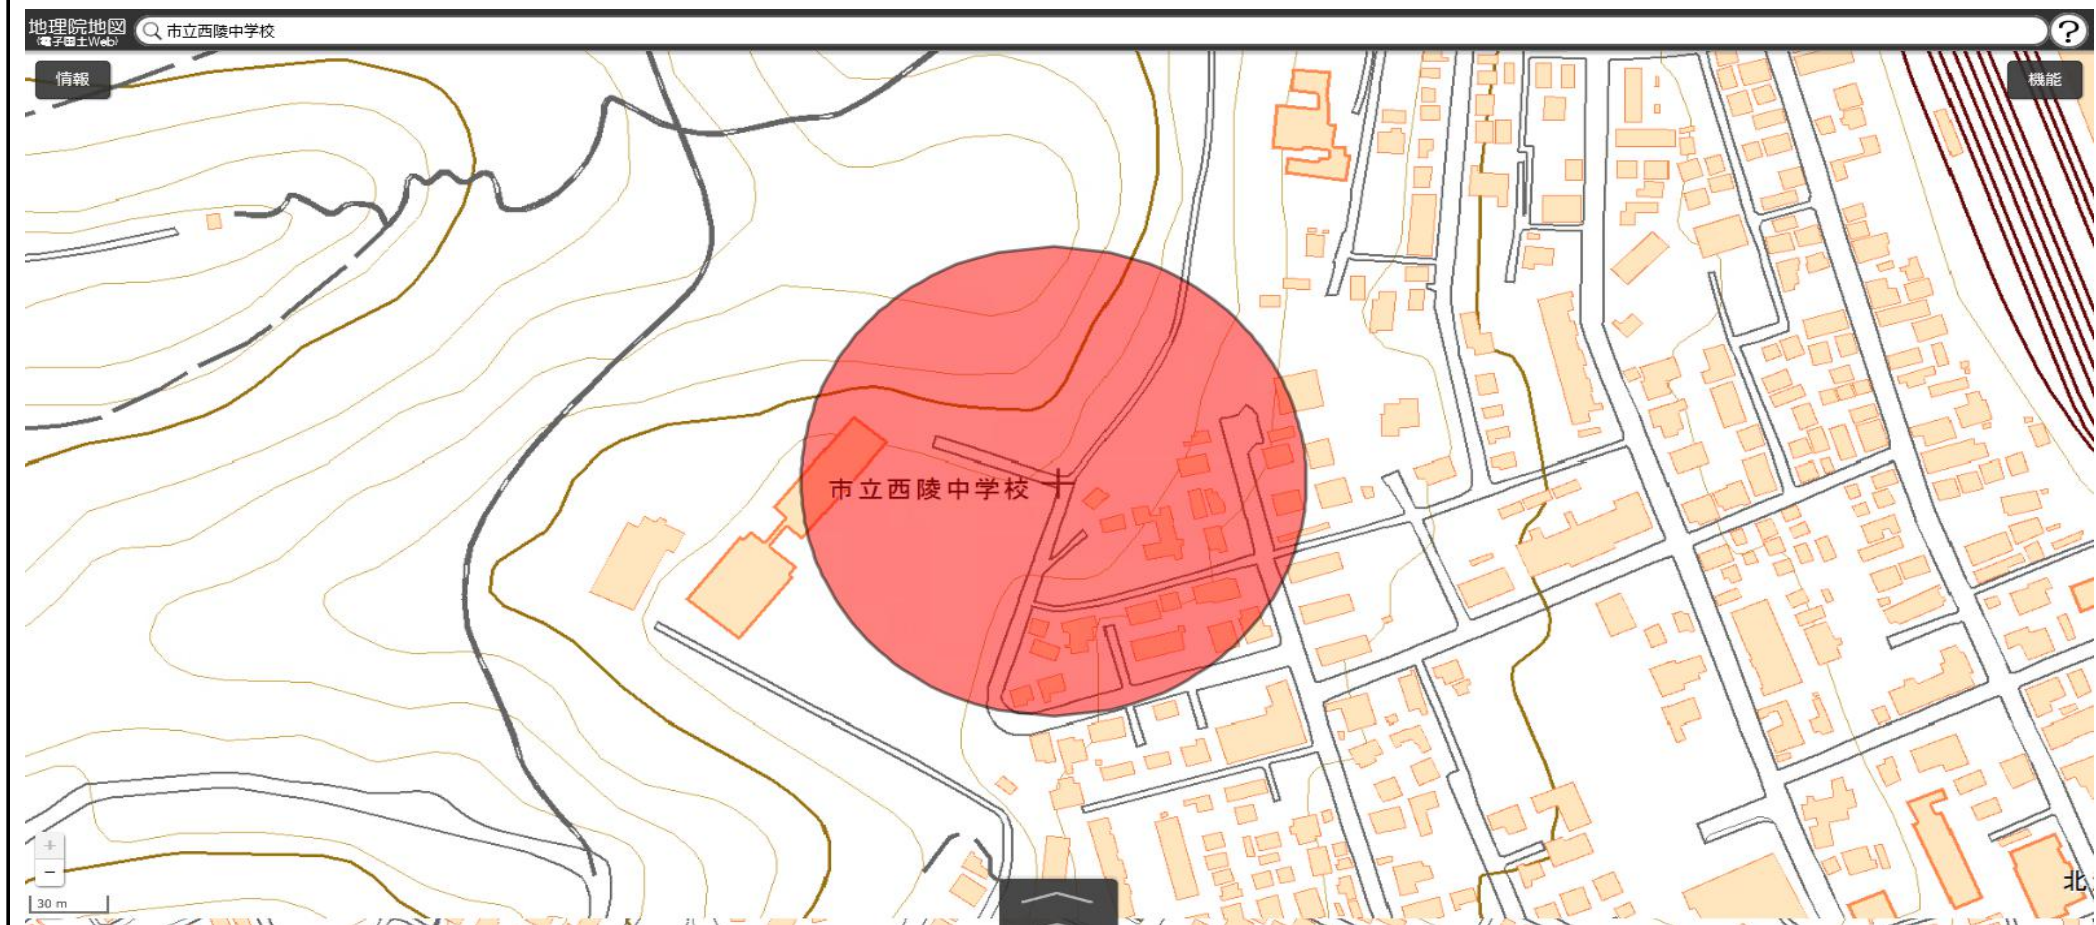 地理院地図
(電子国土Web)
市立西陵中学校
?
情報
機能
市立西陵中学校
+
−
30 m
北